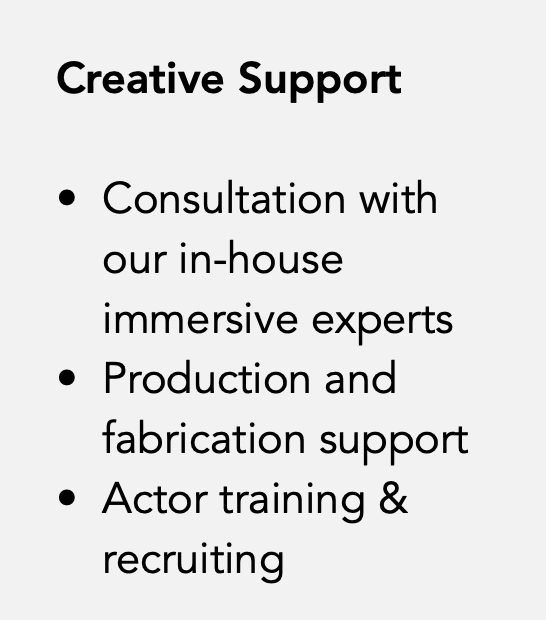 Creative Support
• Consultation with
our in-house
immersive experts
• Production and
fabrication support
• Actor training &
recruiting